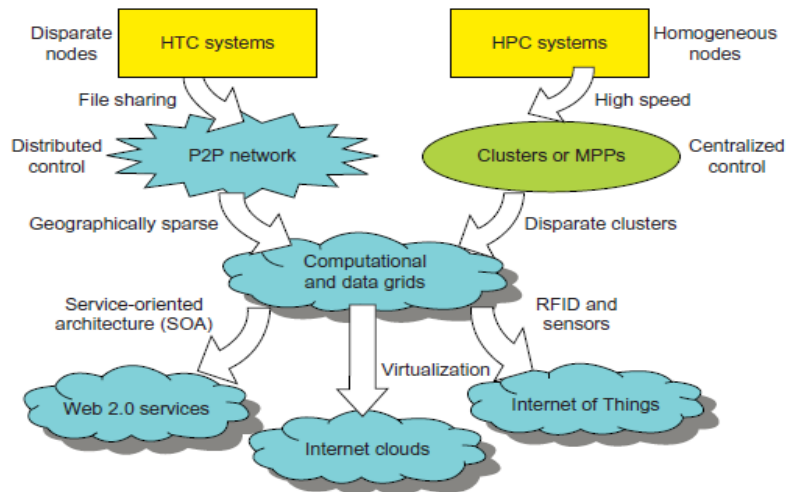 Disparate
nodes
HTC systems
HPC systems
Homogeneous
nodes
File sharing
High speed
Distributed
control
P2P network
Clusters or MPPs
Centralized
control
Geographically sparse
Disparate clusters
Computational
and data grids
Service-oriented
architecture (SOA)
RFID and
sensors
Virtualization
Web 2.0 services
Internet of Things
Internet clouds